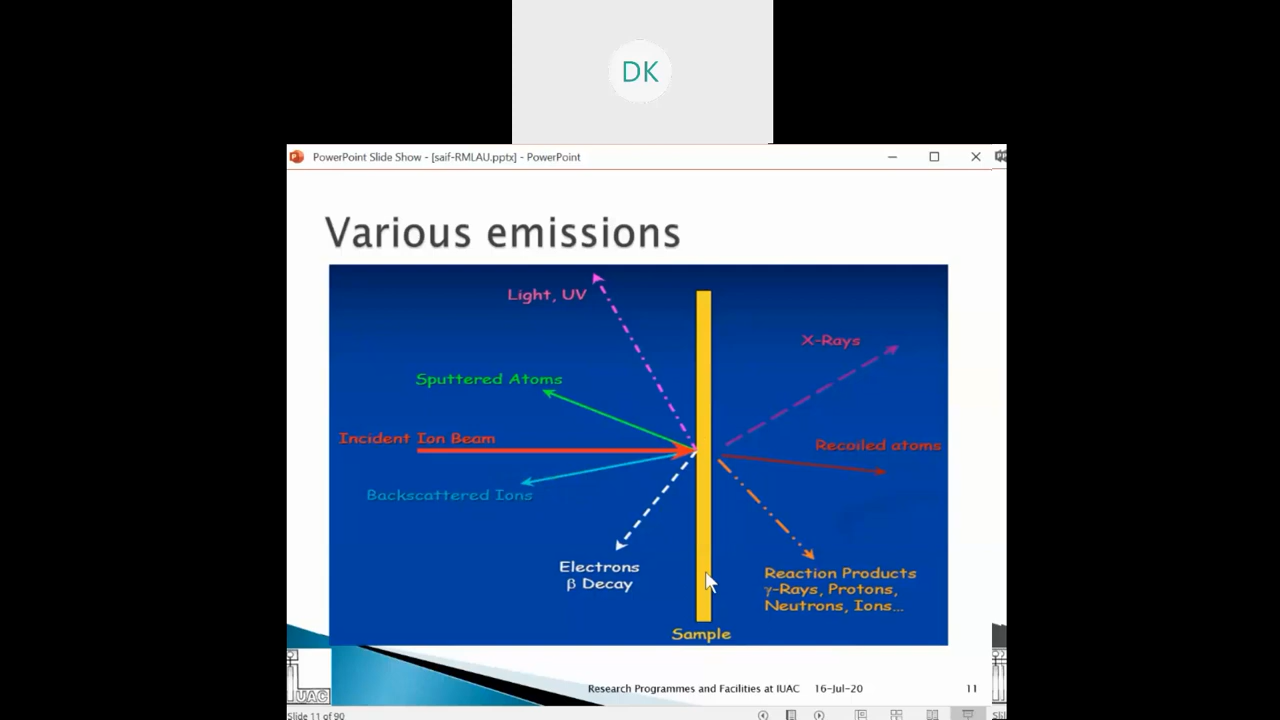 DK
PowerPoint Slide Show - [saif-RMLAU.pptx] - PowerPoint
Various emissions
Light, UV
X-Rays
Sputtered Atoms
Incident Ion Beam
Recoiled atoms
Backscattered Ions
Electrons
β Decay
Reaction Products
γ-Rays, Protons,
Neutrons, Ions...
Sample
IUAC
Research Programmes and Facilities at IUAC 16-Jul-20 11
Slide 11 of 90